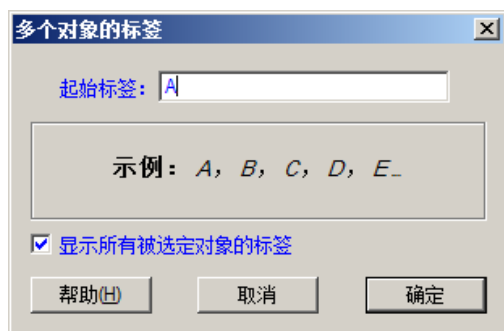 多个对象的标签
起始标签： A
示例： A， B， C， D， E…
显示所有被选定对象的标签
帮助(H) 取消 确定